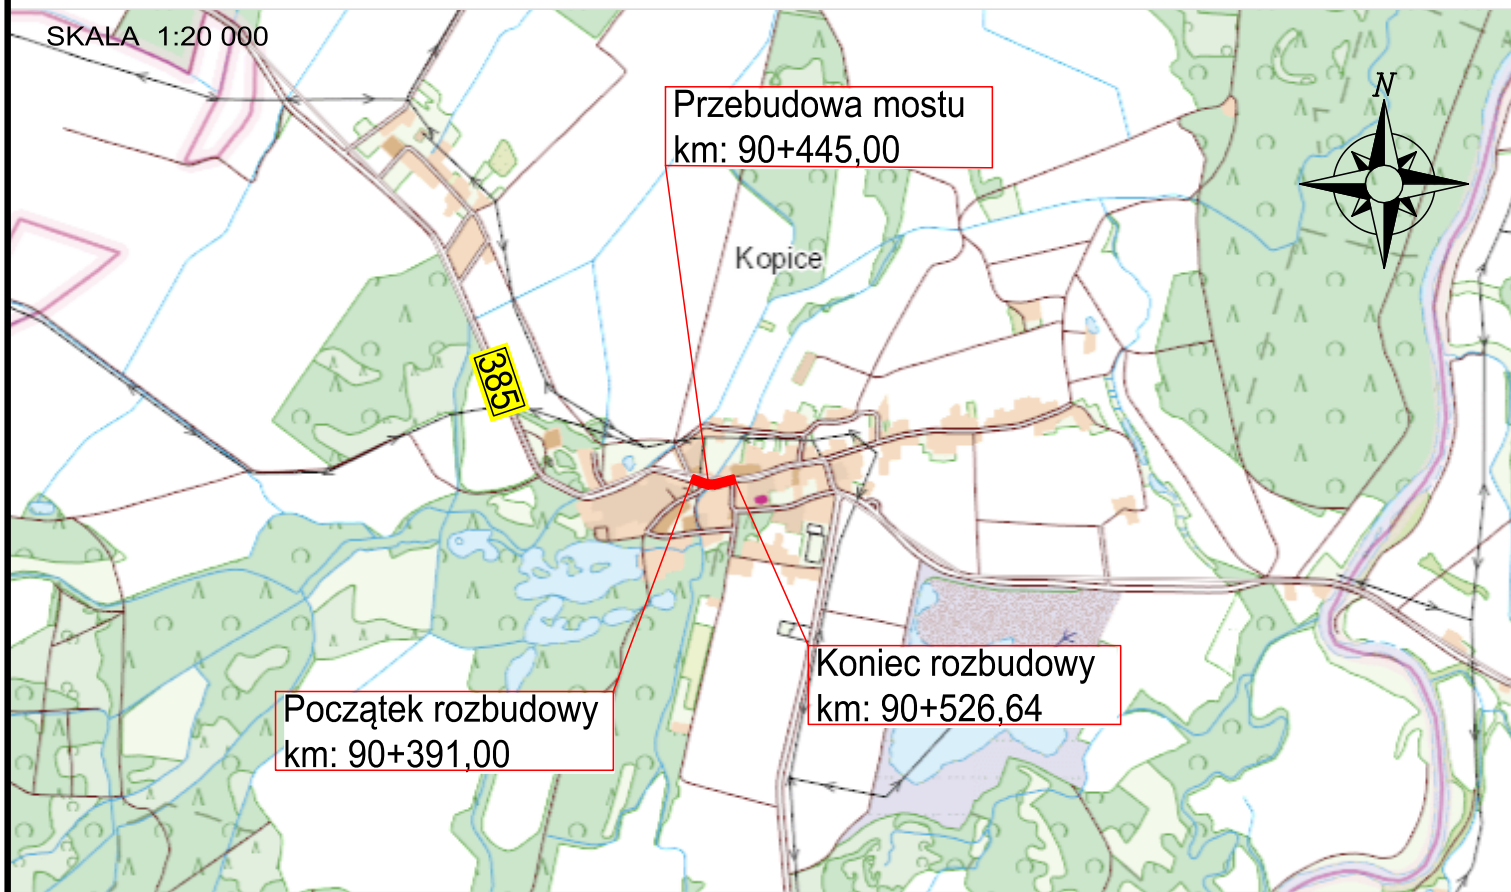 SKALA 1:20 000
N
Przebudowa mostu
km: 90+445,00
Kopice
385
Koniec rozbudowy
km: 90+526,64
Początek rozbudowy
km: 90+391,00